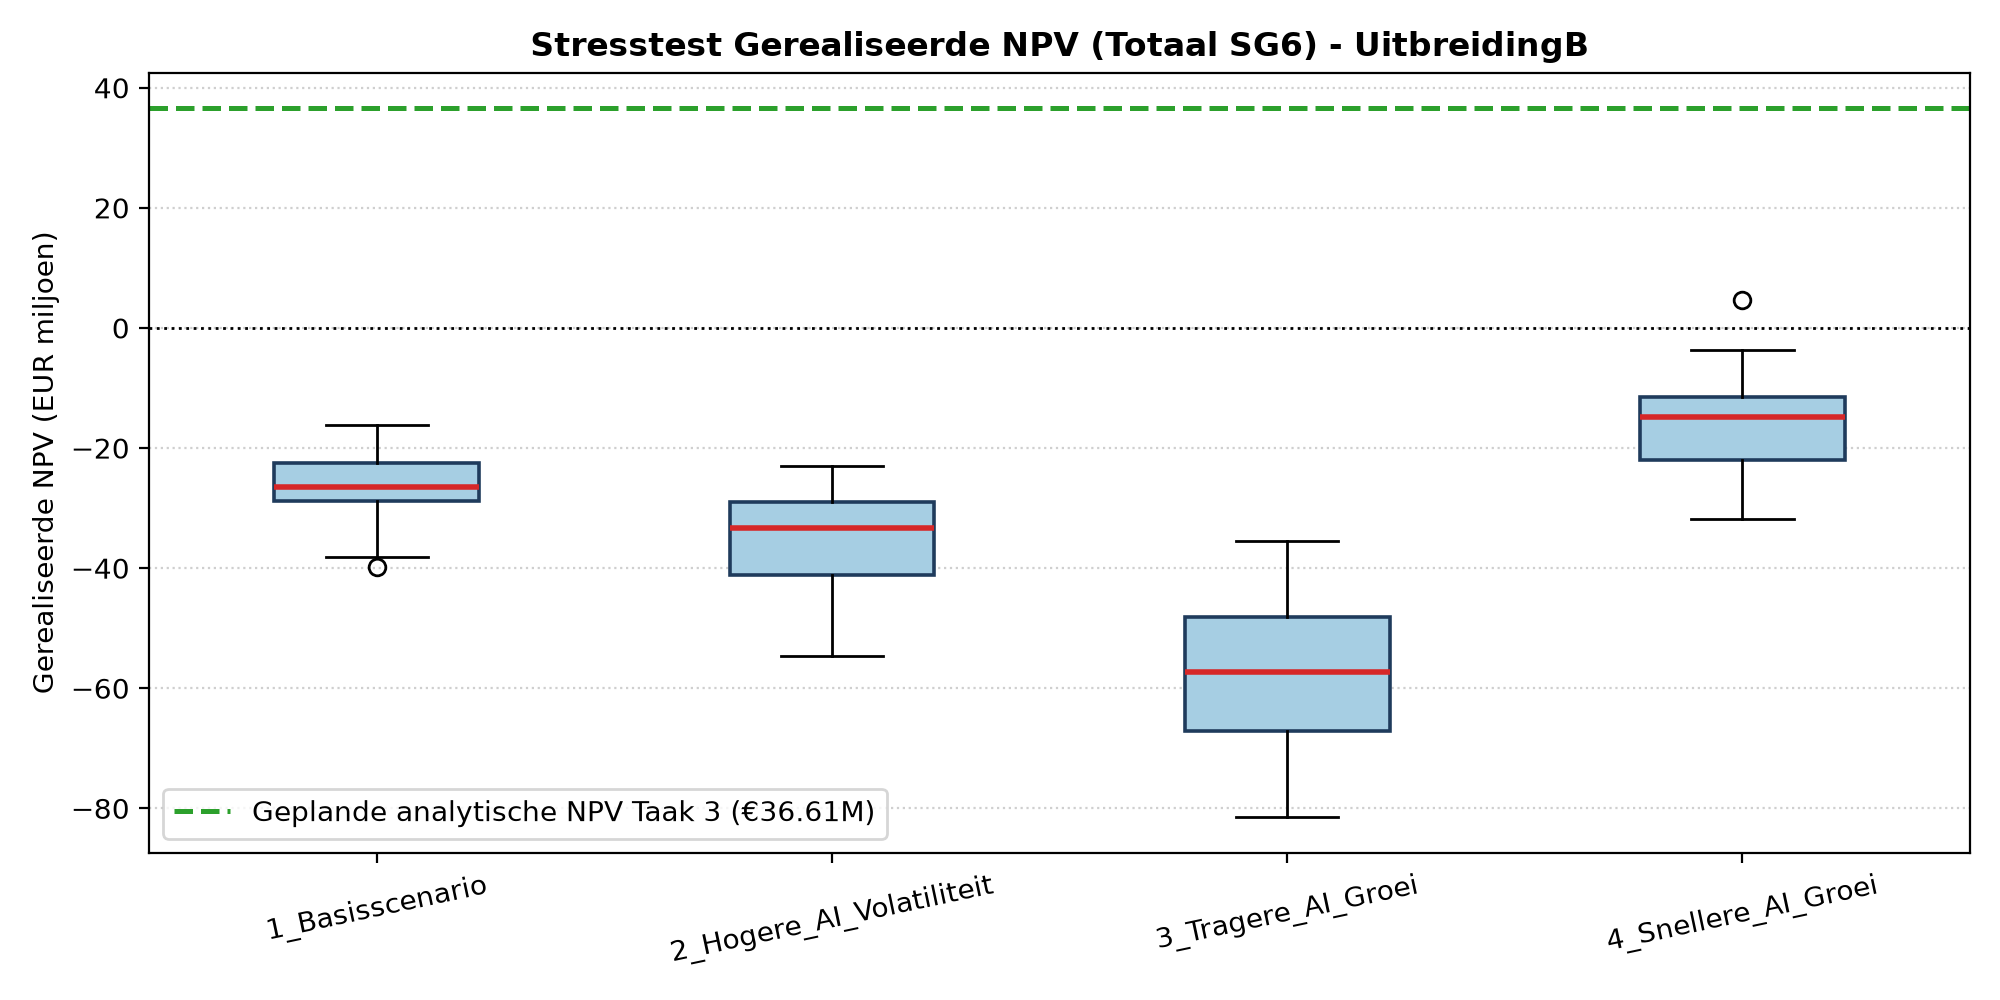 Stresstest Gerealiseerde NPV (Totaal SG6) - UitbreidingB
Gerealiseerde NPV (EUR miljoen)
40
20
0
−20
−40
−60
−80
Geplande analytische NPV Taak 3 (€36.61M)
1_Basisscenario
2_Hogere_AI_Volatiliteit
3_Tragere_AI_Groei
4_Snellere_AI_Groei